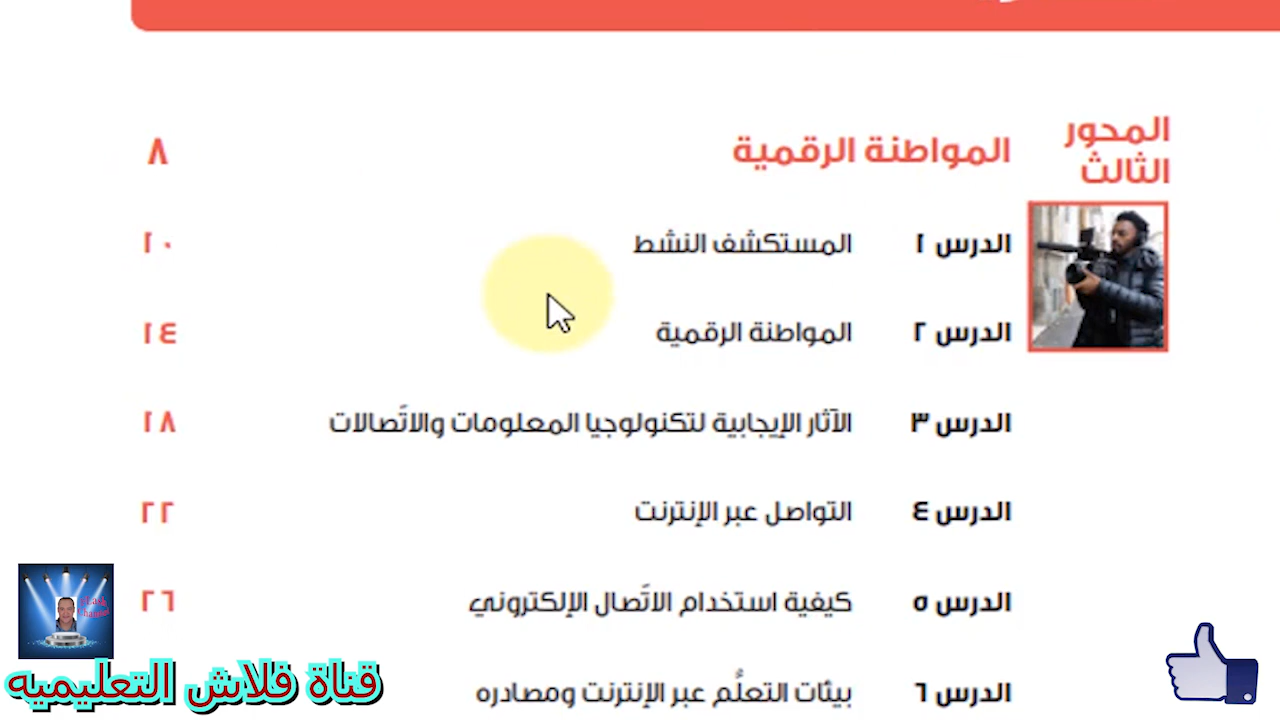 المحور
الثالث
المواطنة الرقمية ٨
الدرس ١ المستكشف النشط ١٠
الدرس ٢ المواطنة الرقمية ١٤
الدرس ٣ الآثار الإيجابية لتكنولوجيا المعلومات والاتّصالات ١٨
الدرس ٤ التواصل عبر الإنترنت ٢٢
الدرس ٥ كيفية استخدام الاتّصال الإلكتروني ٢٦
الدرس ٦ بيئات التعلُّم عبر الإنترنت ومصادره
قناة فلاش التعليميه